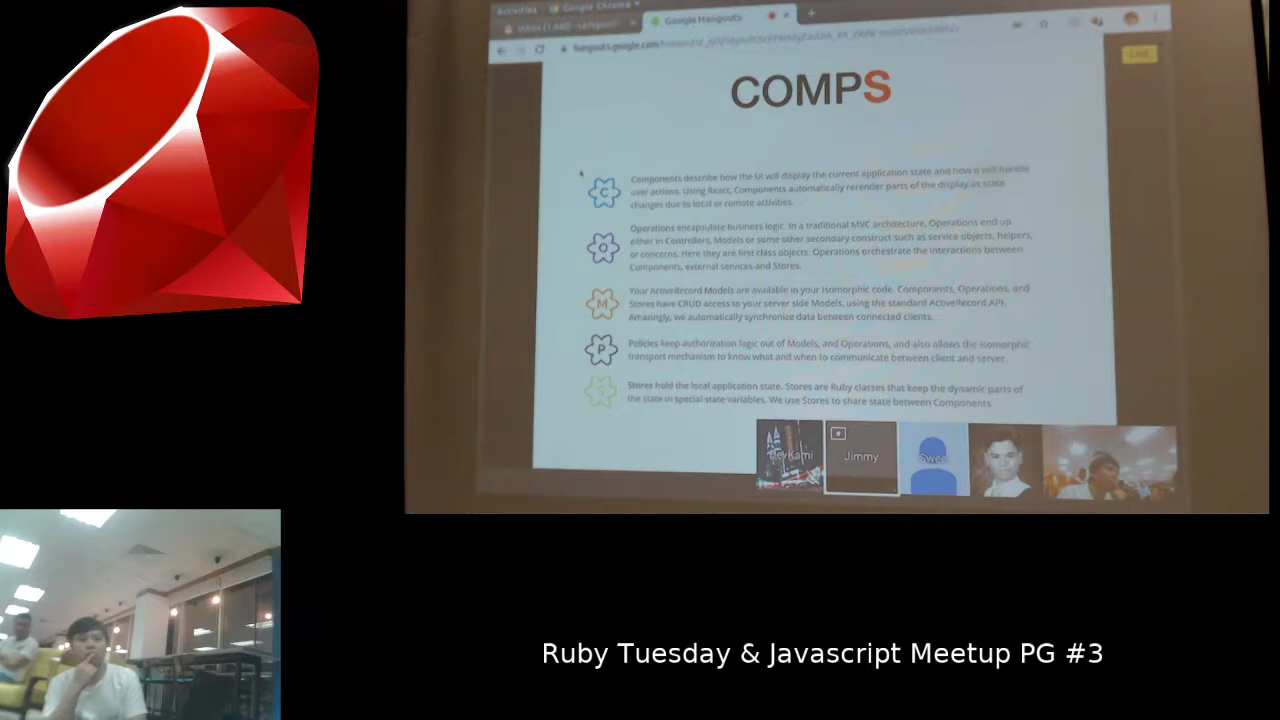 Activities
Google Chrome
Google Hangouts
COMPS
Components describe how the UI will display the current application state and how it will handle
user actions. Using React, Components automatically rerender parts of the display as state
changes due to local or remote activities.
Operations encapsulate business logic. In a traditional MVC architecture, Operations end up
either in Controllers, Models or some other secondary construct such as service objects, helpers,
or concerns. Here they are first class objects. Operations orchestrate the interactions between
Components, external services and Stores.
Your ActiveRecord Models are available in your isomorphic code. Components, Operations, and
Stores have CRUD access to your server side Models, using the standard ActiveRecord API.
Amazingly, we automatically synchronize data between connected clients.
Policies keep authorization logic out of Models, and Operations, and also allows the isomorphic
transport mechanism to know what and when to communicate between client and server.
Stores hold the local application state. Stores are Ruby classes that keep the dynamic parts of
the state in special state variables. We use Stores to share state between Components.
C
O
M
P
S
DevKami
Jimmy
Swee
Ruby Tuesday & Javascript Meetup PG #3